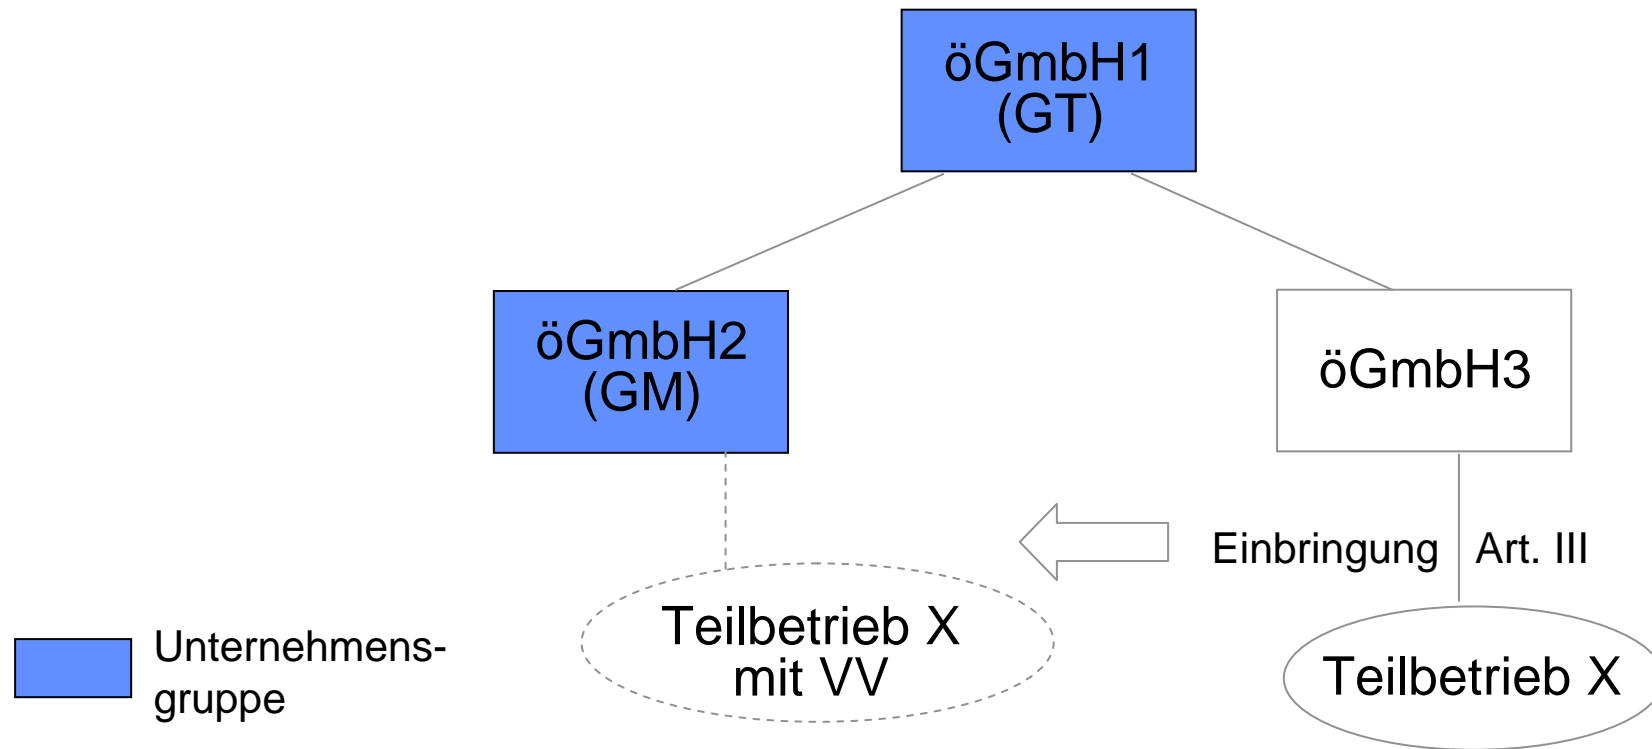 öGmbH1
(GT)
öGmbH2
(GM)
öGmbH3
Einbringung Art. III
Teilbetrieb X
mit VV
Teilbetrieb X
Unternehmens-
gruppe